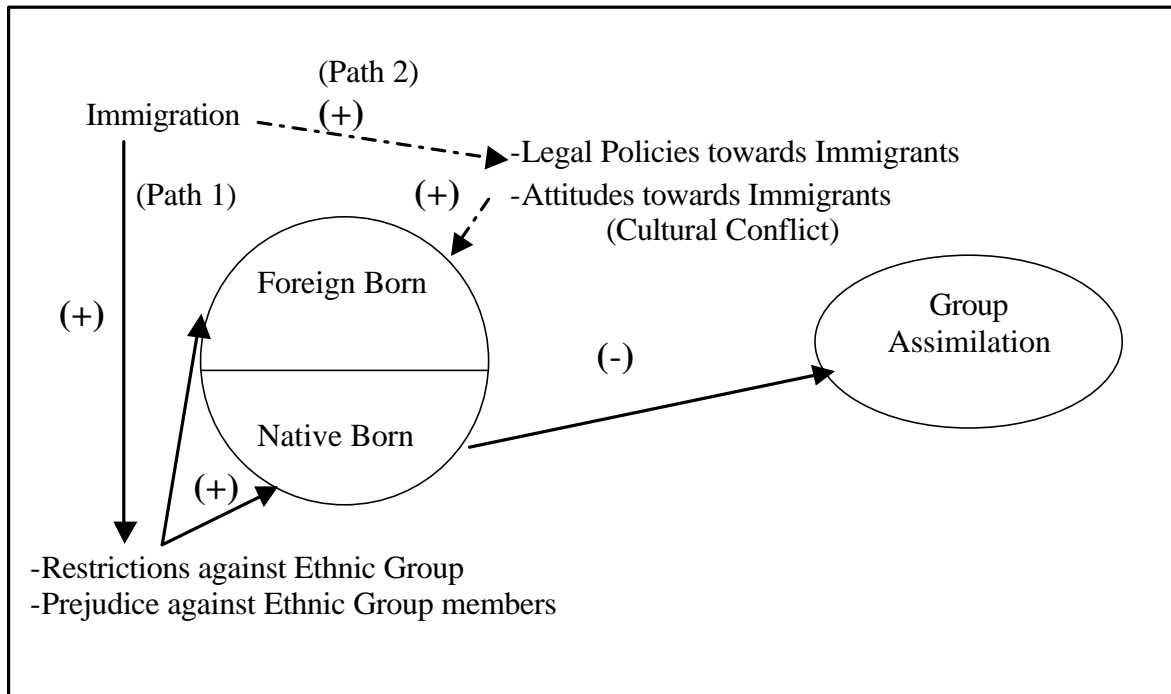 (Path 2)
Immigration
(+)
-Legal Policies towards Immigrants
(Path 1)
(+)
-Attitudes towards Immigrants
(Cultural Conflict)
Foreign Born
(+)
Group
Assimilation
(-)
Native Born
(+)
-Restrictions against Ethnic Group
-Prejudice against Ethnic Group members